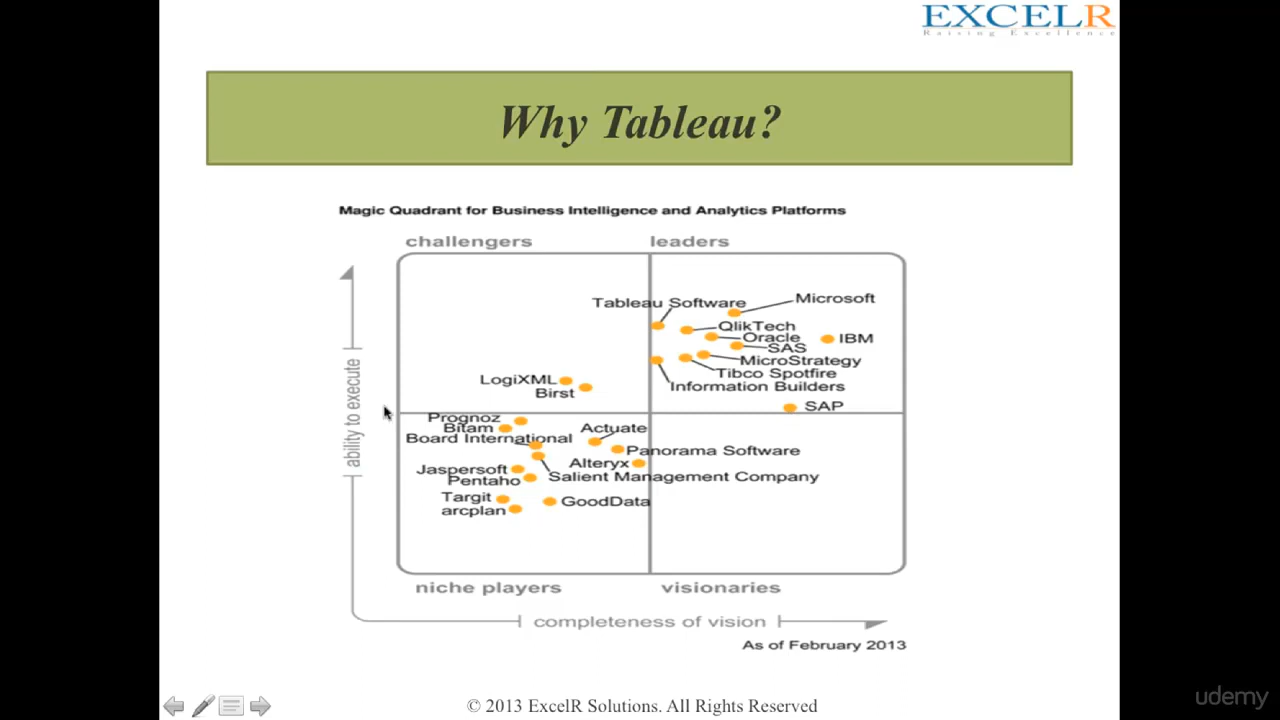 EXCELR
Raising Excellence
Why Tableau?
Magic Quadrant for Business Intelligence and Analytics Platforms
challengers
leaders
Tableau Software
Microsoft
QlikTech
Oracle
IBM
SAS
MicroStrategy
Tibco Spotfire
Information Builders
SAP
LogiXML
Birst
Prognoz
Bitam
Board International
Actuate
Panorama Software
Alteryx
Salient Management Company
Jaspersoft
Pentaho
Targit
arcplan
GoodData
ability to execute
niche players
visionaries
completeness of vision
As of February 2013
© 2013 ExcelR Solutions. All Rights Reserved
udemy